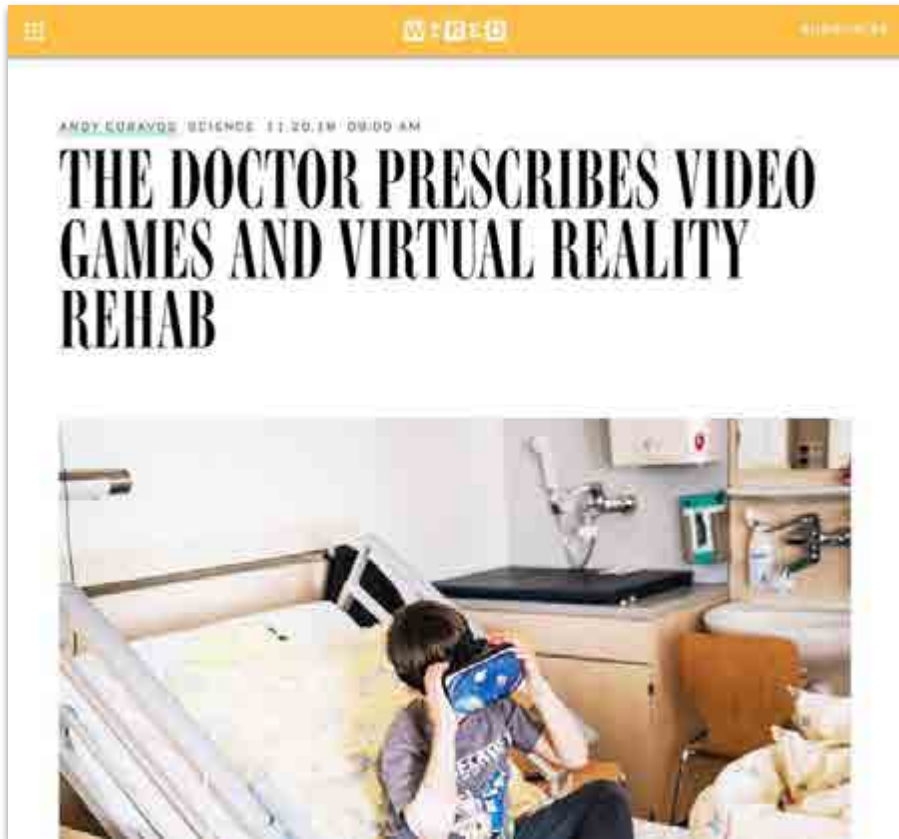 WIRED
SUBSCRIBE
ANDY CORAVOS SCIENCE 11.20.18 09:00 AM
THE DOCTOR PRESCRIBES VIDEO
GAMES AND VIRTUAL REALITY
REHAB